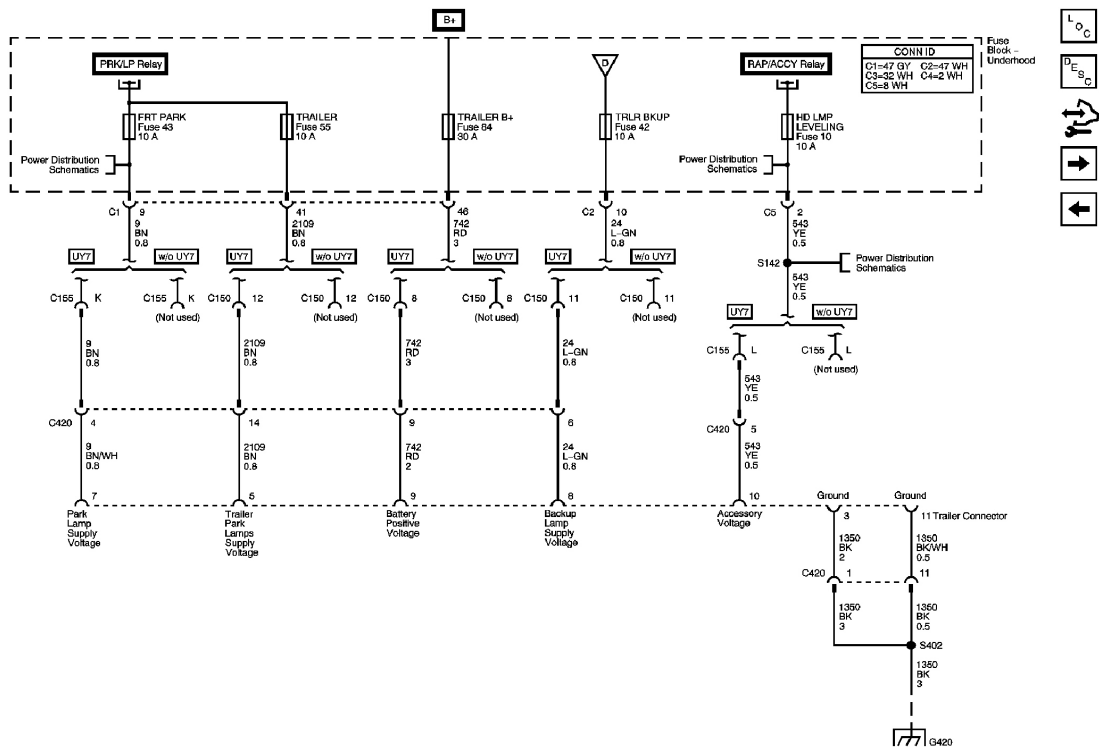 B+
Fuse
Block –
Underhood
L O C
D E S C
PRK/LP Relay
D
RAP/ACCY Relay
CONN ID
C1=47 GY C2=47 WH
C3=32 WH C4=2 WH
C5=8 WH
FRT PARK
Fuse 43
10 A
TRAILER
Fuse 55
10 A
TRAILER B+
Fuse 64
30 A
TRLR BKUP
Fuse 42
10 A
HD LMP
LEVELING
Fuse 10
10 A
Power Distribution
Schematics
Power Distribution
Schematics
C1 9
41
46
C2 10
C5 2
9
BN
0.8
2109
BN
0.8
742
RD
3
24
L-GN
0.8
543
YE
0.5
S142
Power Distribution
Schematics
543
YE
0.5
UY7 w/o UY7
UY7 w/o UY7
UY7 w/o UY7
UY7 w/o UY7
C155 K
C155 K
(Not used)
C150 12
C150 12
(Not used)
C150 8
C150 8
(Not used)
C150 11
C150 11
(Not used)
UY7 w/o UY7
C155 L
C155 L
(Not used)
9
BN
0.8
2109
BN
0.8
742
RD
3
24
L-GN
0.8
543
YE
0.5
C420 4
14
9
6
C420 5
9
BN/WH
0.8
2109
BN
0.8
742
RD
2
24
L-GN
0.8
543
YE
0.5
7
Park
Lamp
Supply
Voltage
5
Trailer
Park
Lamps
Supply
Voltage
9
Battery
Positive
Voltage
8
Backup
Lamp
Supply
Voltage
10
Accessory
Voltage
Ground
3
Ground
11 Trailer Connector
1350
BK
2
1350
BK/WH
0.5
C420 1
11
1350
BK
3
1350
BK
0.5
S402
1350
BK
3
G420